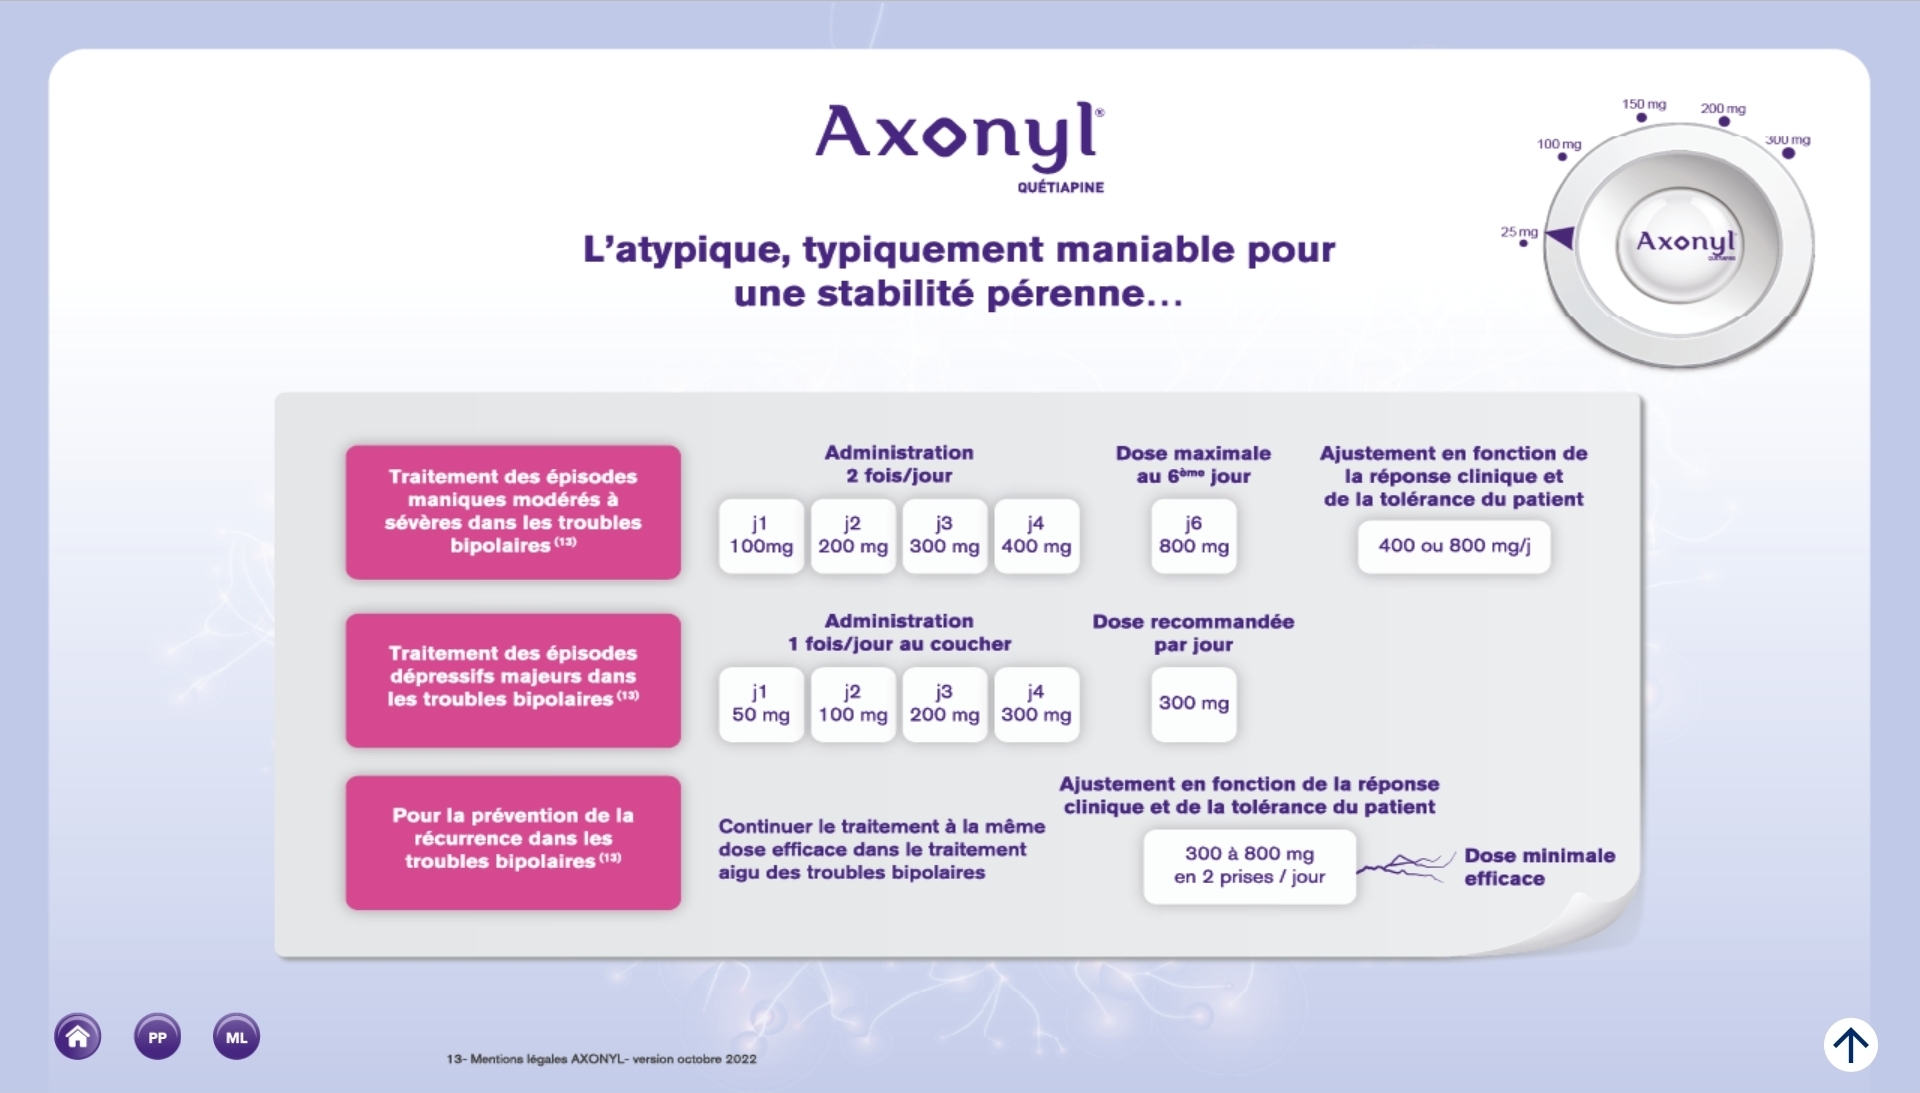 Axonyl®
QUÉTIAPINE
L'atypique, typiquement maniable pour
une stabilité pérenne...
25 mg
100 mg
150 mg
200 mg
300 mg
Axonyl
QUÉTIAPINE
Traitement des épisodes
maniques modérés à
sévères dans les troubles
bipolaires (13)
Administration
2 fois/jour
j1
100mg
j2
200 mg
j3
300 mg
j4
400 mg
Dose maximale
au 6ème jour
j6
800 mg
Ajustement en fonction de
la réponse clinique et
de la tolérance du patient
400 ou 800 mg/j
Traitement des épisodes
dépressifs majeurs dans
les troubles bipolaires (13)
Administration
1 fois/jour au coucher
j1
50 mg
j2
100 mg
j3
200 mg
j4
300 mg
Dose recommandée
par jour
300 mg
Pour la prévention de la
récurrence dans les
troubles bipolaires (13)
Continuer le traitement à la même
dose efficace dans le traitement
aigu des troubles bipolaires
Ajustement en fonction de la réponse
clinique et de la tolérance du patient
300 à 800 mg
en 2 prises / jour
Dose minimale
efficace
PP
ML
13- Mentions légales AXONYL- version octobre 2022